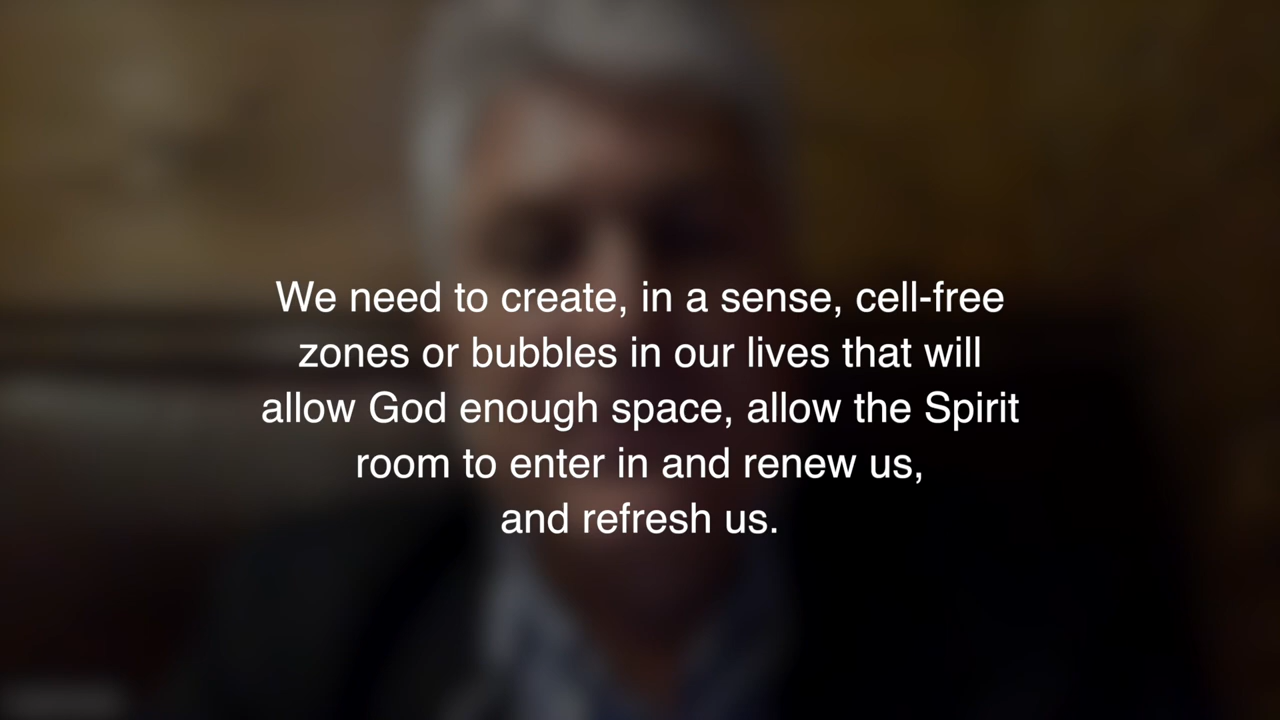 We need to create, in a sense, cell-free
zones or bubbles in our lives that will
allow God enough space, allow the Spirit
room to enter in and renew us,
and refresh us.